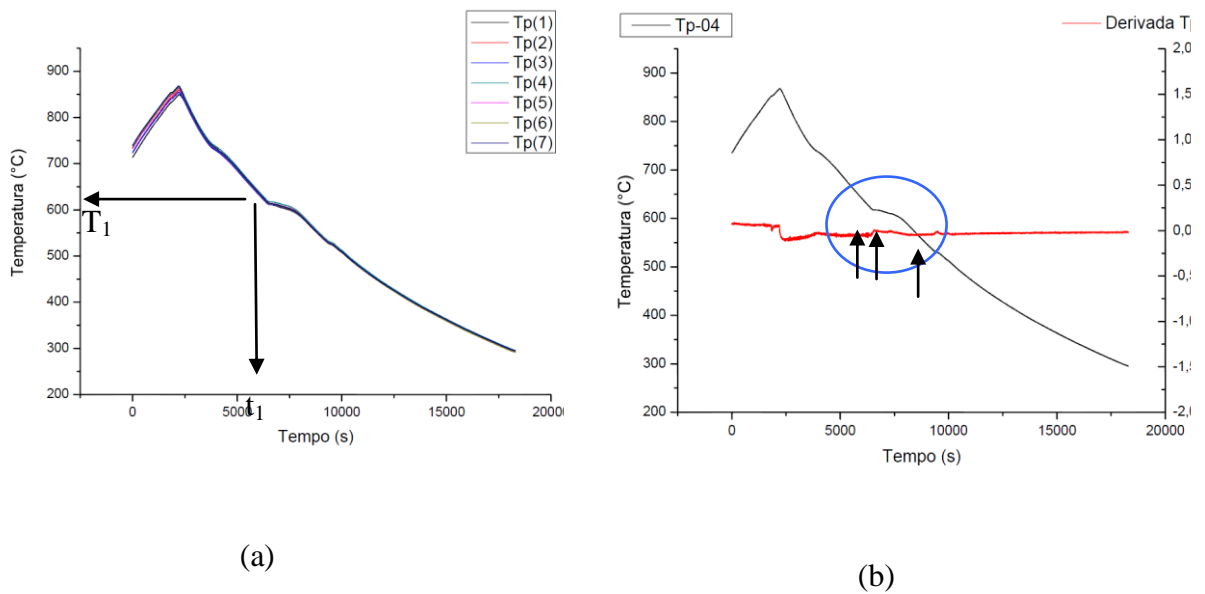 Tp(1)
Tp(2)
Tp(3)
Tp(4)
Tp(5)
Tp(6)
Tp(7)
900
800
700
600
500
400
300
200
Temperatura (°C)
T1
t1
0
5000
10000
15000
20000
Tempo (s)
(a)
Tp-04
Derivada Tp
900
800
700
600
500
400
300
200
Temperatura (°C)
2,0
1,5
1,0
0,5
0,0
-0,5
-1,0
-1,5
-2,0
0
5000
10000
15000
20000
Tempo (s)
(b)